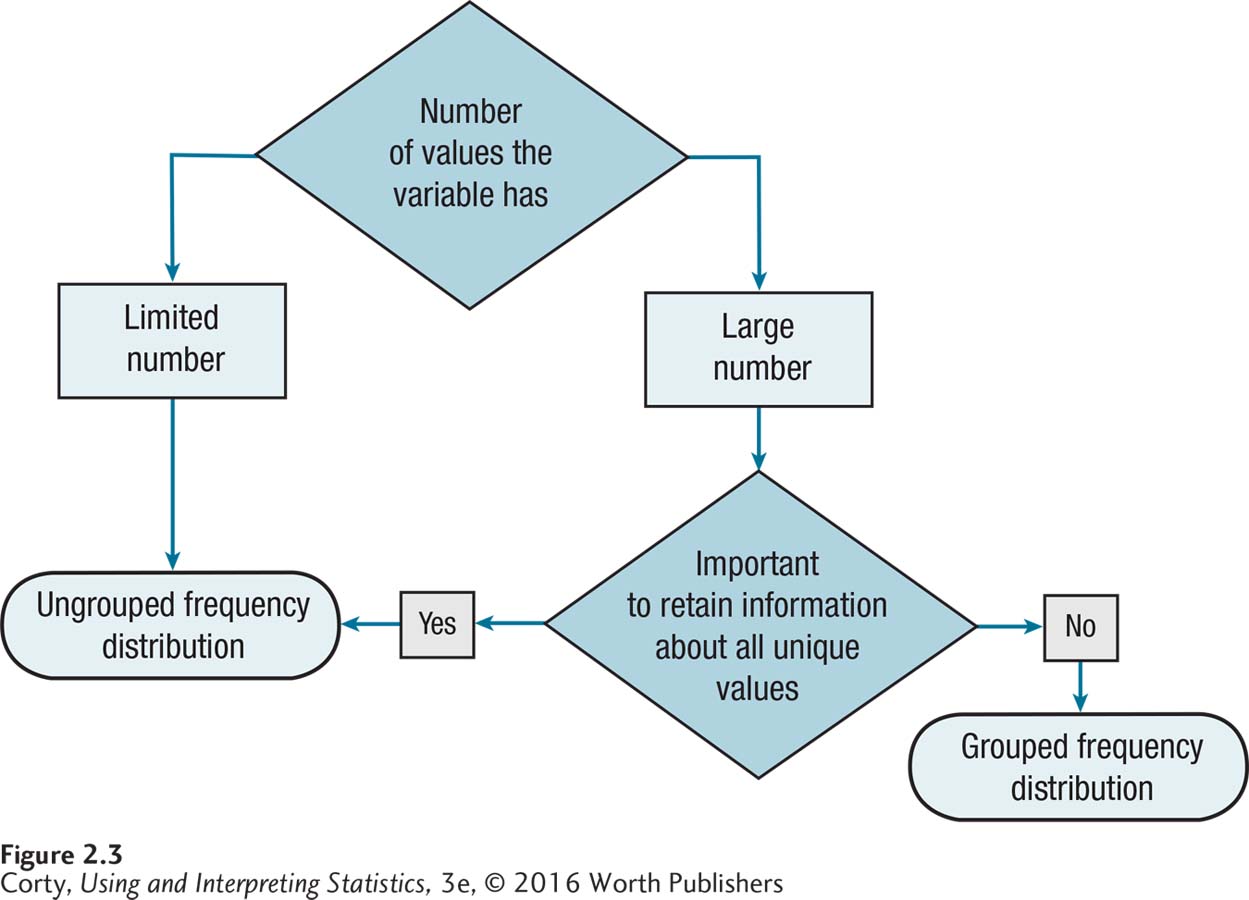 Number
of values the
variable has
Limited
number
Large
number
Important
to retain information
about all unique
values
Yes
No
Ungrouped frequency
distribution
Grouped frequency
distribution
Figure 2.3
Corty, Using and Interpreting Statistics, 3e, © 2016 Worth Publishers